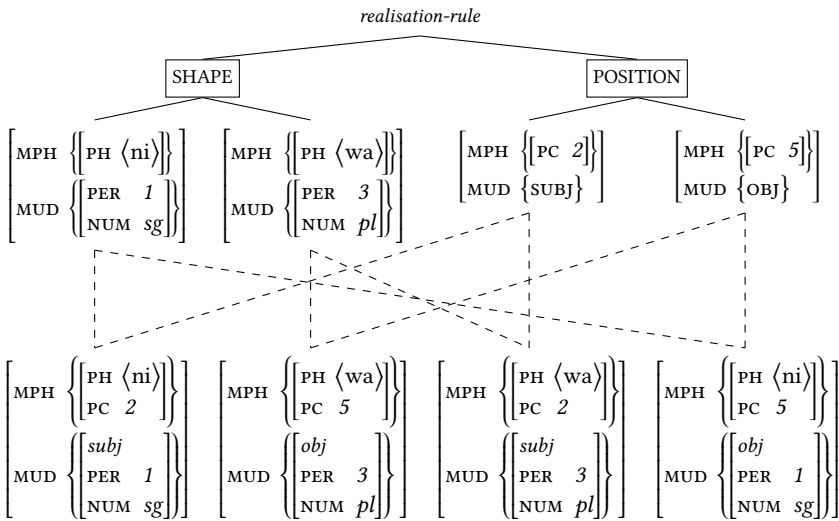 realisation-rule
SHAPE POSITION
MPH {[PH ⟨ni⟩]} MPH {[PH ⟨wa⟩]} MPH {[PC 2]} MPH {[PC 5]}
MUD {[PER 1 NUM sg]} MUD {[PER 3 NUM pl]} MUD {SUBJ} MUD {OBJ}
MPH {[PH ⟨ni⟩ PC 2]} MPH {[PH ⟨wa⟩ PC 5]} MPH {[PH ⟨wa⟩ PC 2]} MPH {[PH ⟨ni⟩ PC 5]}
MUD {[subj PER 1 NUM sg]} MUD {[obj PER 3 NUM pl]} MUD {[subj PER 3 NUM pl]} MUD {[obj PER 1 NUM sg]}